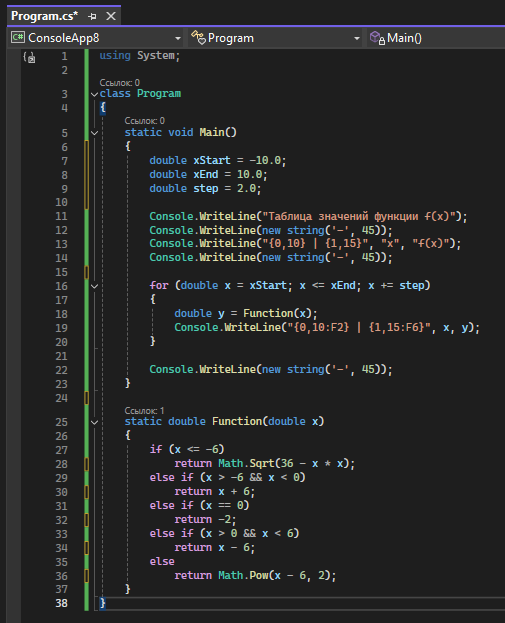 Program.cs*
C# ConsoleApp8 Program Main()
1 using System;
2
Ссылок: 0
3 class Program
4 {
Ссылок: 0
5 static void Main()
6 {
7 double xStart = -10.0;
8 double xEnd = 10.0;
9 double step = 2.0;
10
11 Console.WriteLine("Таблица значений функции f(x)");
12 Console.WriteLine(new string('-', 45));
13 Console.WriteLine("{0,10} | {1,15}", "x", "f(x)");
14 Console.WriteLine(new string('-', 45));
15
16 for (double x = xStart; x <= xEnd; x += step)
17 {
18 double y = Function(x);
19 Console.WriteLine("{0,10:F2} | {1,15:F6}", x, y);
20 }
21
22 Console.WriteLine(new string('-', 45));
23 }
24
Ссылок: 1
25 static double Function(double x)
26 {
27 if (x <= -6)
28 return Math.Sqrt(36 - x * x);
29 else if (x > -6 && x < 0)
30 return x + 6;
31 else if (x == 0)
32 return -2;
33 else if (x > 0 && x < 6)
34 return x - 6;
35 else
36 return Math.Pow(x - 6, 2);
37 }
38 }